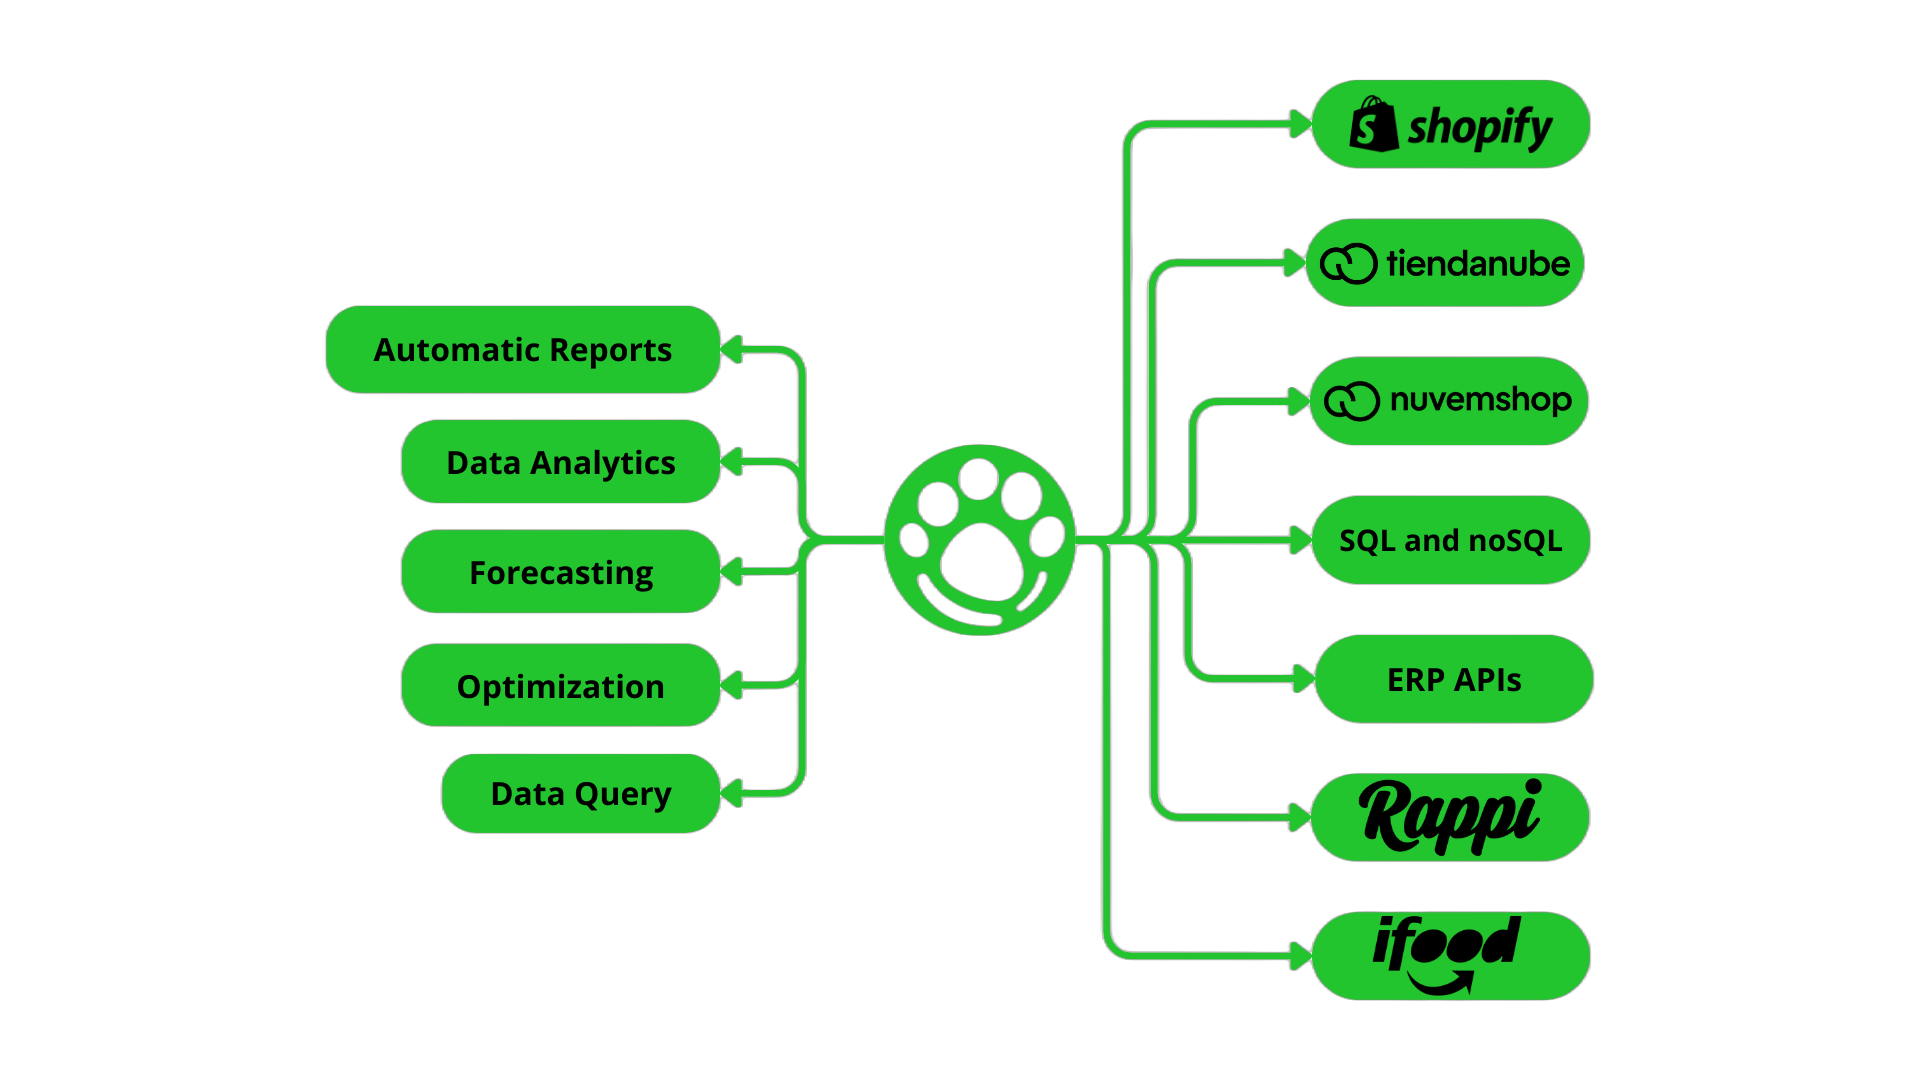 Automatic Reports
Data Analytics
Forecasting
Optimization
Data Query
shopify
tiendanube
nuvemshop
SQL and noSQL
ERP APIs
Rappi
ifood